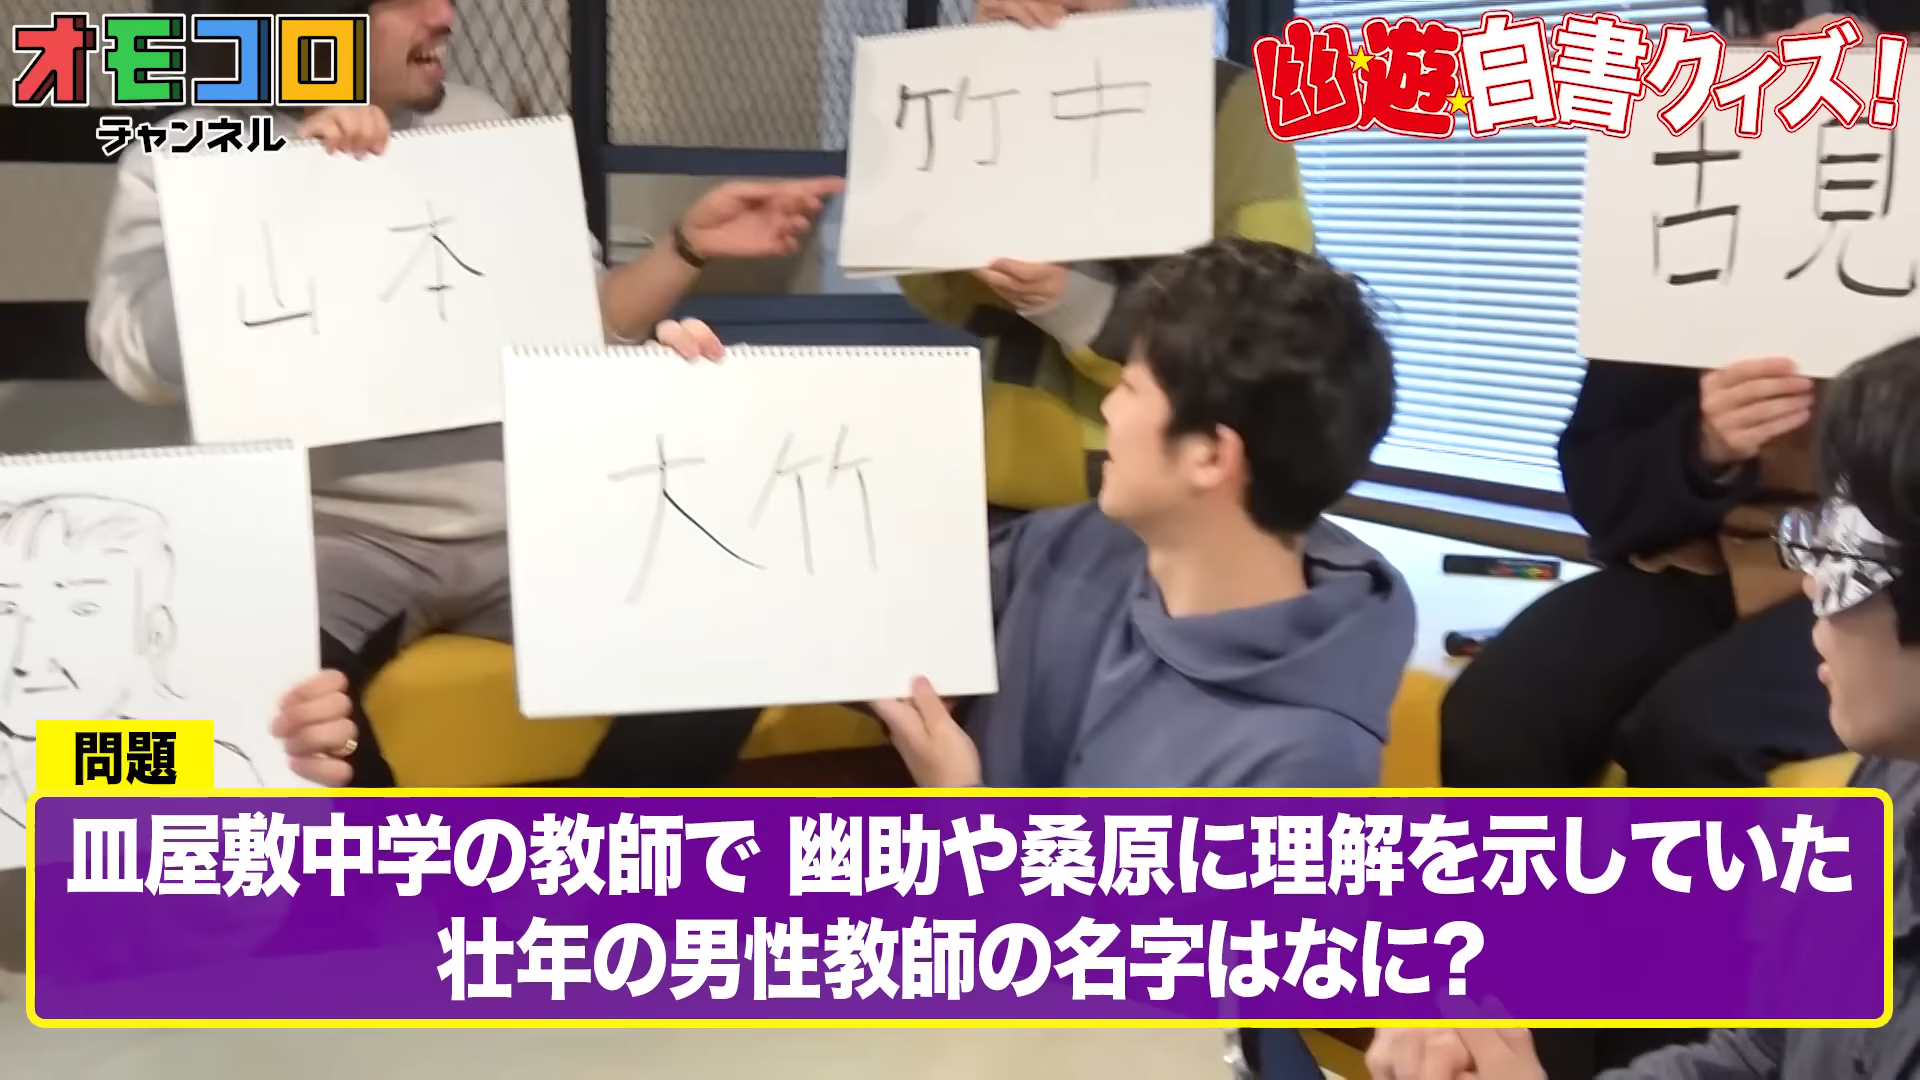 オモコロ
チャンネル
幽☆遊☆白書クイズ!
竹中
古見
山本
大竹
問題
皿屋敷中学の教師で 幽助や桑原に理解を示していた
壮年の男性教師の名字はなに?